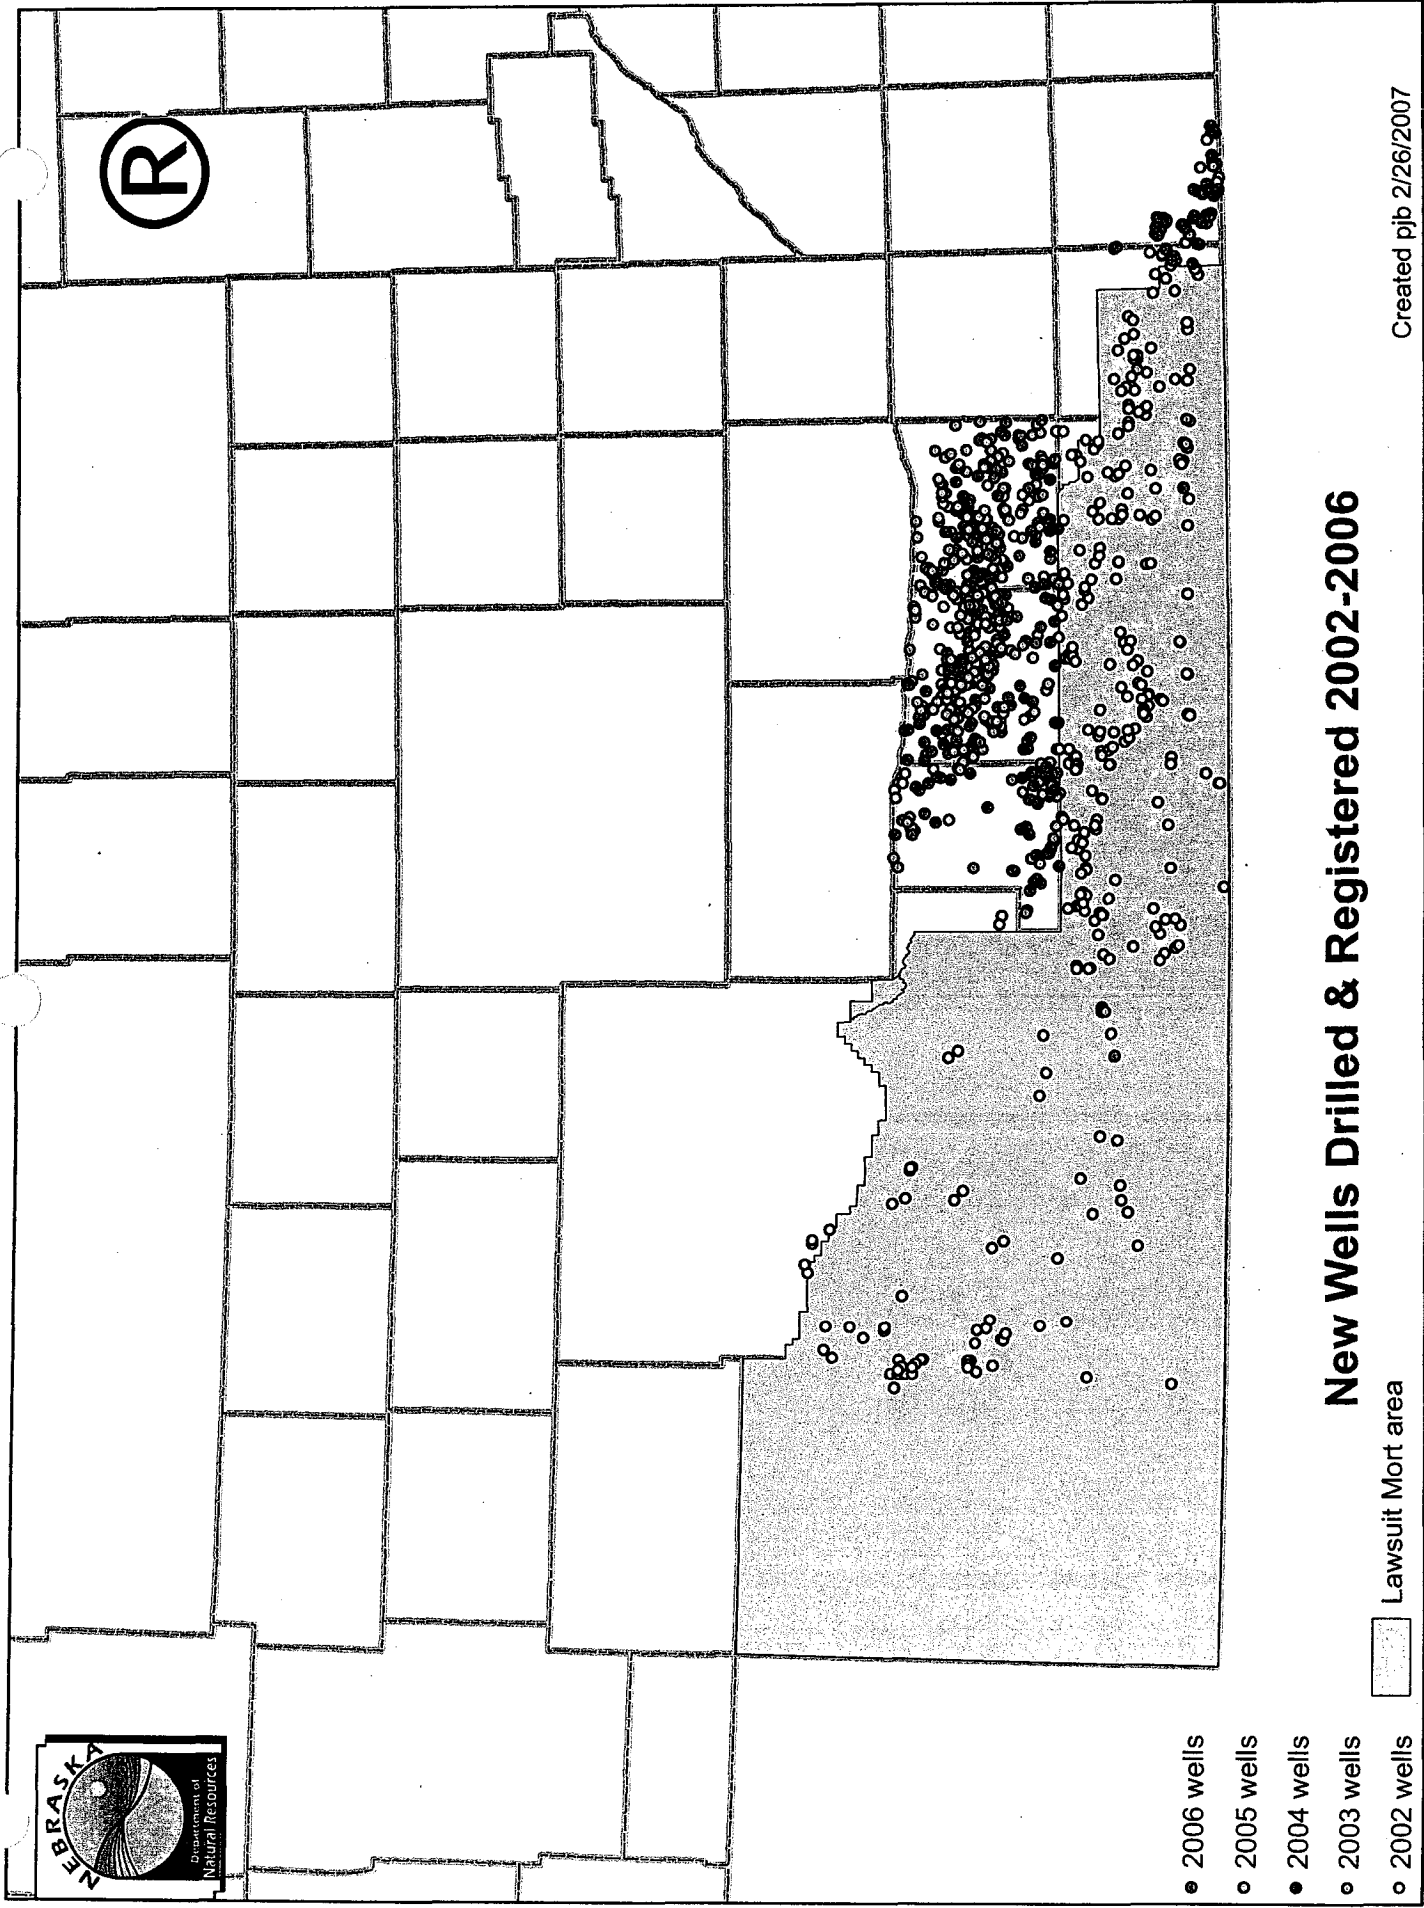 NEBRASKA
Department of
Natural Resources
®
2006 wells
2005 wells
2004 wells
2003 wells
2002 wells
Lawsuit Mort area
New Wells Drilled & Registered 2002-2006
Created pjb 2/26/2007